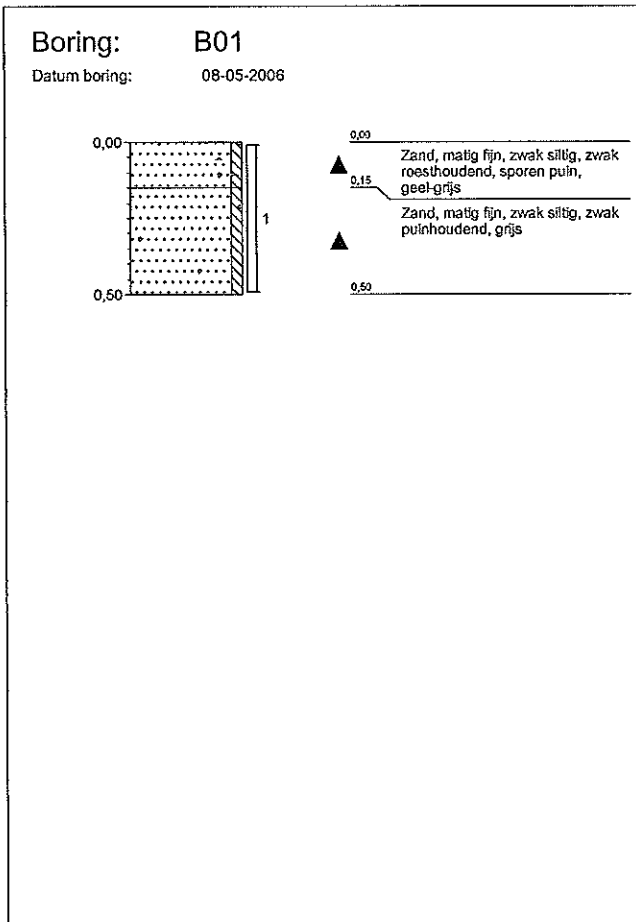 Boring: B01
Datum boring: 08-05-2006
0,00
0,50
1
0,00
Zand, matig fijn, zwak siltig, zwak
roesthoudend, sporen puin,
geel-grijs
0,15
Zand, matig fijn, zwak siltig, zwak
puinhoudend, grijs
0,50